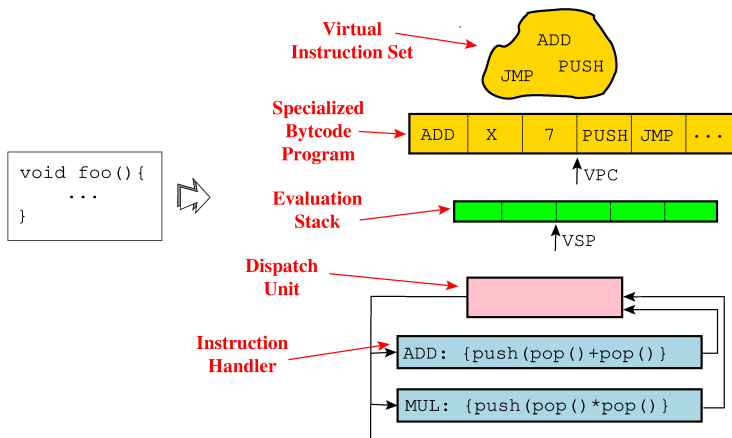 Virtual
Instruction Set
ADD
JMP
PUSH
Specialized
Bytcode
Program
ADD X 7 PUSH JMP ...
VPC
void foo(){
...
}
Evaluation
Stack
VSP
Dispatch
Unit
Instruction
Handler
ADD: {push(pop()+pop()}
MUL: {push(pop()*pop()}